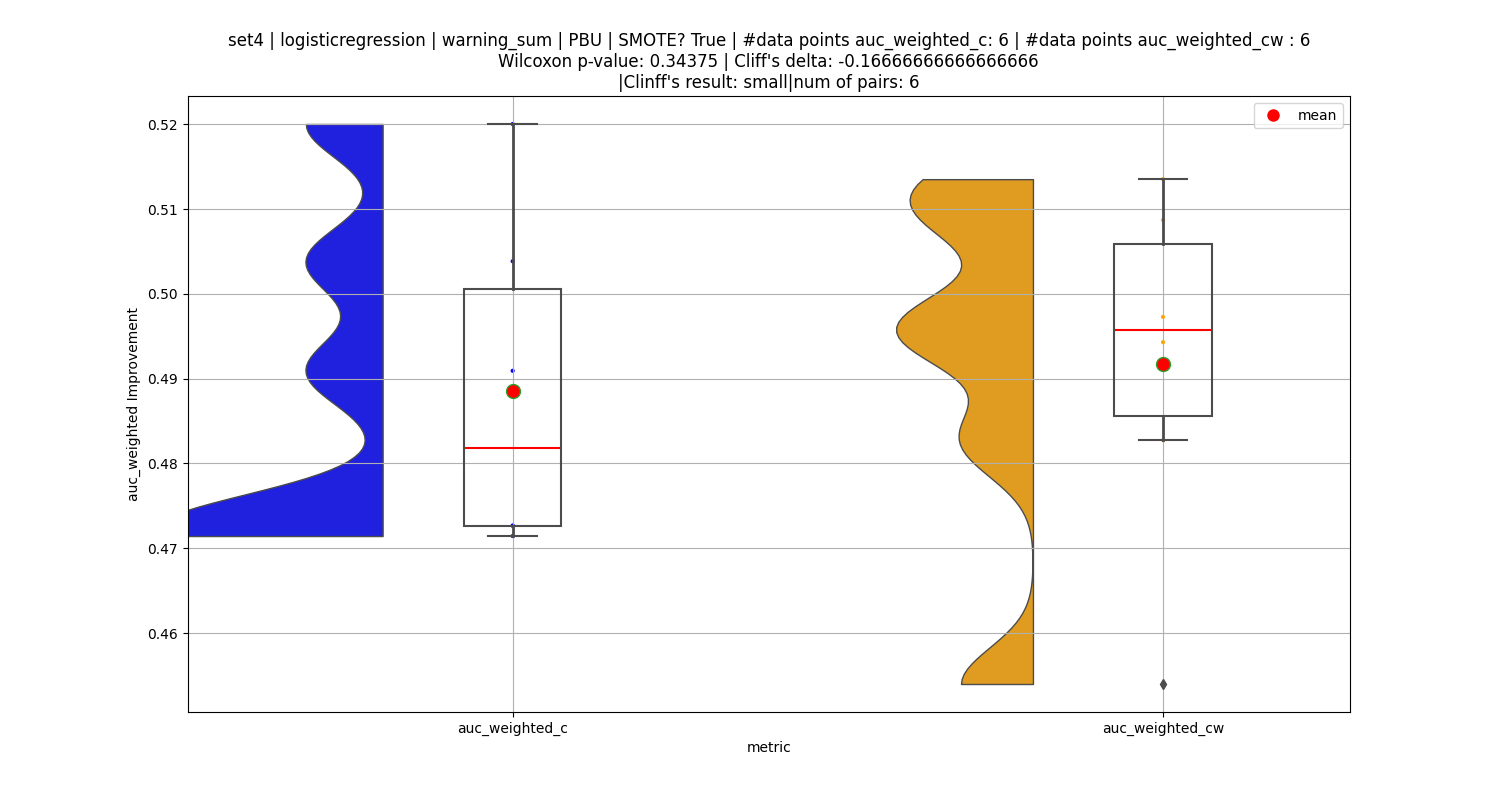 set4 | logisticregression | warning_sum | PBU | SMOTE? True | #data points auc_weighted_c: 6 | #data points auc_weighted_cw : 6
Wilcoxon p-value: 0.34375 | Cliff's delta: -0.16666666666666666
|Clinff's result: small|num of pairs: 6
mean
0.52
0.51
0.50
0.49
0.48
0.47
0.46
auc_weighted Improvement
auc_weighted_c
auc_weighted_cw
metric